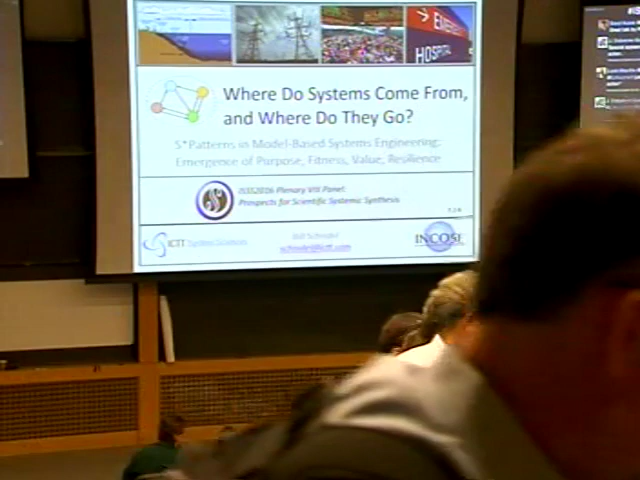 EMERGENCY
HOSPITAL
Where Do Systems Come From,
and Where Do They Go?
S*Patterns in Model-Based Systems Engineering:
Emergence of Purpose, Fitness, Value, Resilience
ISSS2016 Plenary VIII Panel:
Prospects for Scientific Systemic Synthesis
ICTT System Sciences
Bill Schindel
schindel@ictt.com
INCOSE